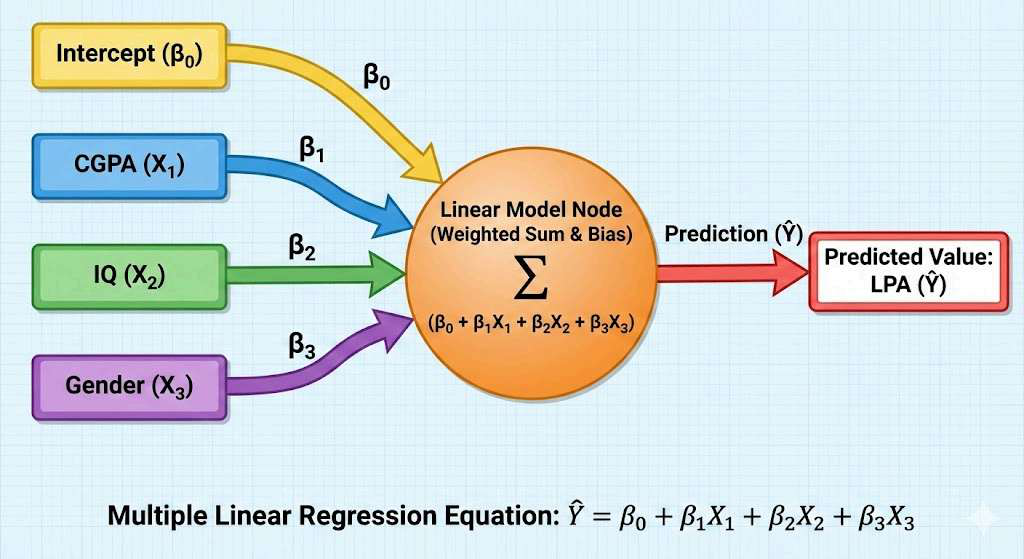 Intercept (β₀)
β₀
CGPA (X₁)
β₁
IQ (X₂)
β₂
Gender (X₃)
β₃
Linear Model Node
(Weighted Sum & Bias)
Σ
(β₀ + β₁X₁ + β₂X₂ + β₃X₃)
Prediction (Ŷ)
Predicted Value:
LPA (Ŷ)
Multiple Linear Regression Equation: Ŷ = β₀ + β₁X₁ + β₂X₂ + β₃X₃